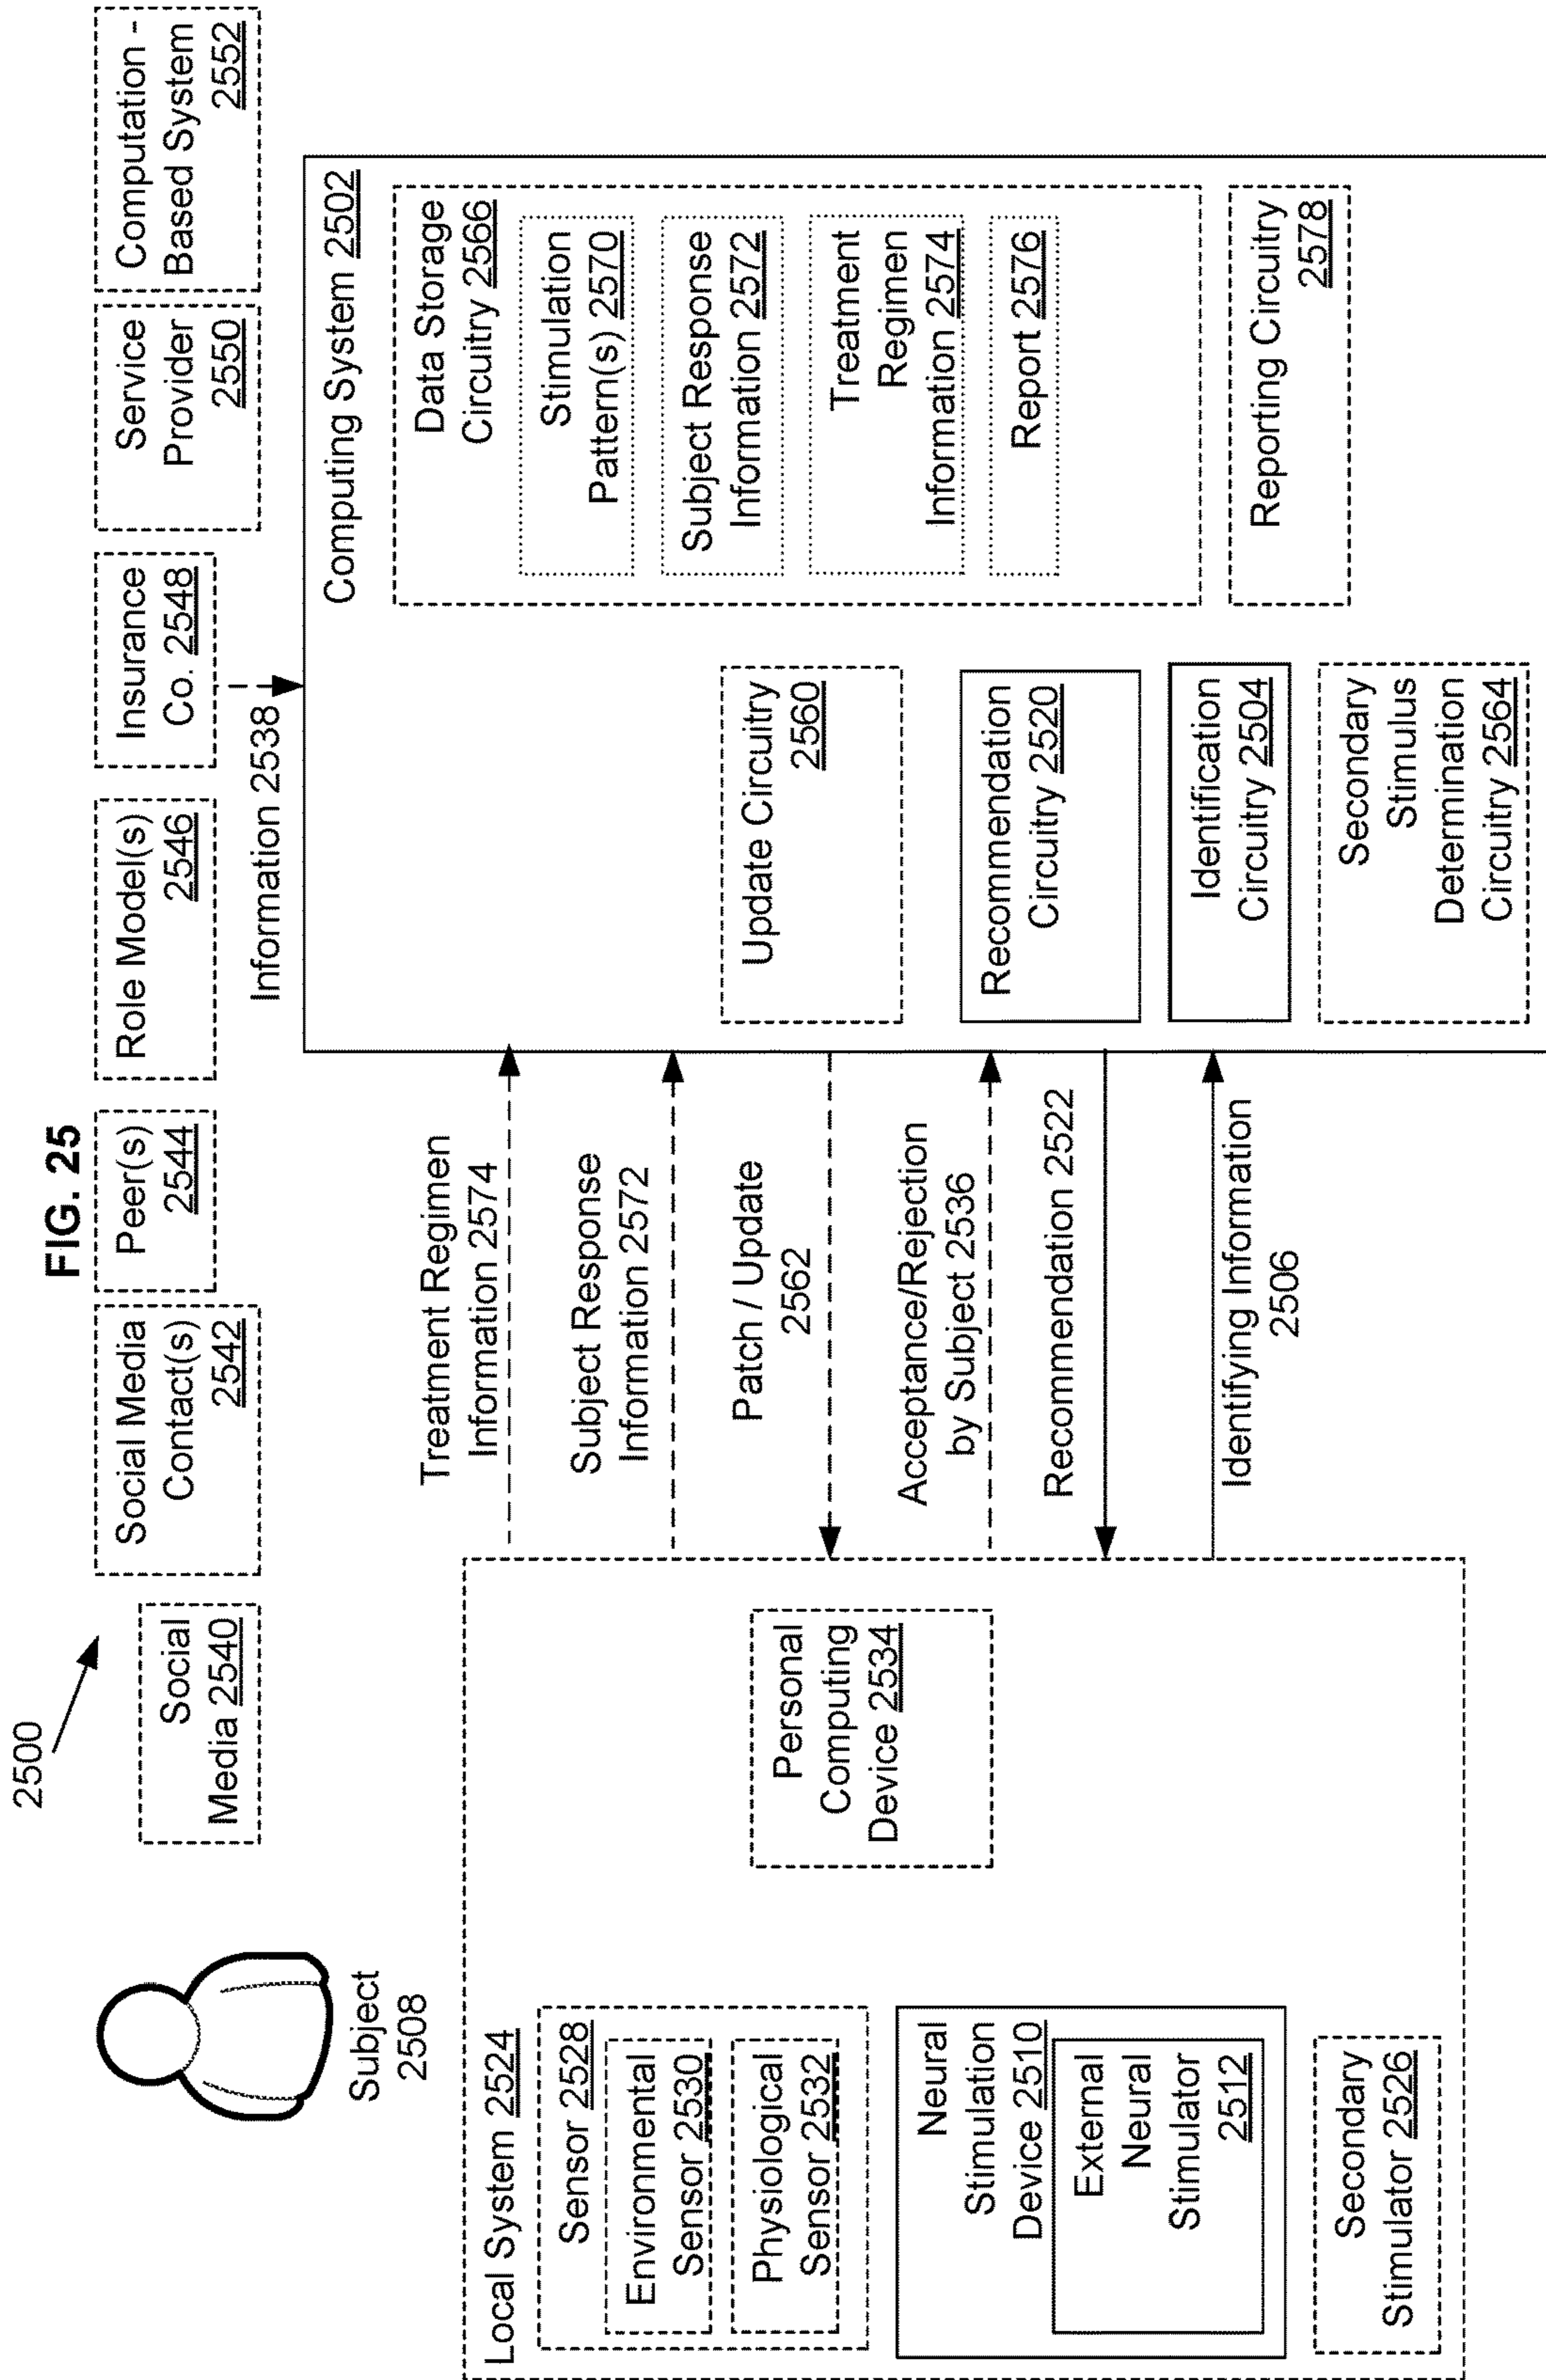 FIG. 25
2500
Social
Media 2540
Social Media
Contact(s)
2542
Peer(s)
2544
Role Model(s)
2546
Insurance
Co. 2548
Service
Provider
2550
Computation -
Based System
2552
Information 2538
Subject
2508
Local System 2524
Sensor 2528
Environmental
Sensor 2530
Physiological
Sensor 2532
Neural
Stimulation
Device 2510
External
Neural
Stimulator
2512
Secondary
Stimulator 2526
Personal
Computing
Device 2534
Treatment Regimen
Information 2574
Subject Response
Information 2572
Patch / Update
2562
Acceptance/Rejection
by Subject 2536
Recommendation 2522
Identifying Information
2506
Computing System 2502
Update Circuitry
2560
Recommendation
Circuitry 2520
Identification
Circuitry 2504
Secondary
Stimulus
Determination
Circuitry 2564
Data Storage
Circuitry 2566
Stimulation
Pattern(s) 2570
Subject Response
Information 2572
Treatment
Regimen
Information 2574
Report 2576
Reporting Circuitry
2578